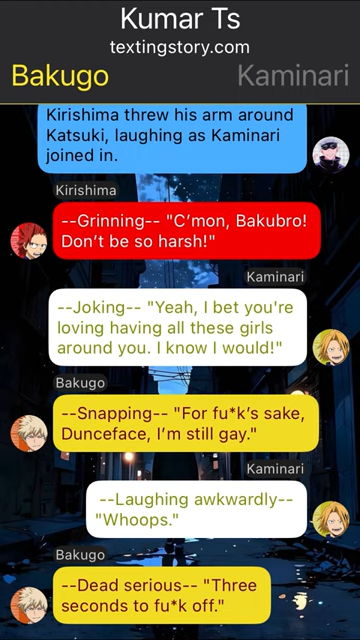 Kumar Ts
textingstory.com
Bakugo
Kaminari
Kirishima threw his arm around
Katsuki, laughing as Kaminari
joined in.
Kirishima
--Grinning-- "C’mon, Bakubro!
Don’t be so harsh!"
Kaminari
--Joking-- "Yeah, I bet you're
loving having all these girls
around you. I know I would!"
Bakugo
--Snapping-- "For fu*k’s sake,
Dunceface, I’m still gay."
Kaminari
--Laughing awkwardly--
"Whoops."
Bakugo
--Dead serious-- "Three
seconds to fu*k off."